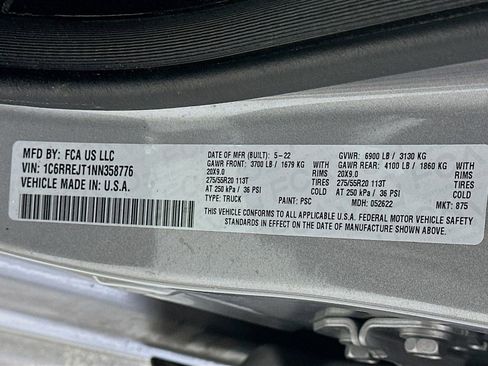 MFD BY: FCA US LLC
VIN: 1C6RREJT1NN358776
VEHICLE MADE IN U.S.A.
DATE OF MFR (BUILT): 5-22 GVWR: 6900 LB / 3130 KG
GAWR FRONT: 3700 LB / 1679 KG WITH GAWR REAR: 4100 LB / 1860 KG WITH
20X9.0 RIMS 20X9.0 RIMS
275/55R20 113T TIRES 275/55R20 113T TIRES
AT 250 kPa / 36 PSI COLD AT 250 kPa / 36 PSI COLD
TYPE: TRUCK PAINT: PSC MDH: 052622 MKT: 875
THIS VEHICLE CONFORMS TO ALL APPLICABLE U.S.A. FEDERAL MOTOR VEHICLE SAFETY
STANDARDS IN EFFECT ON THE DATE OF MANUFACTURE SHOWN ABOVE.